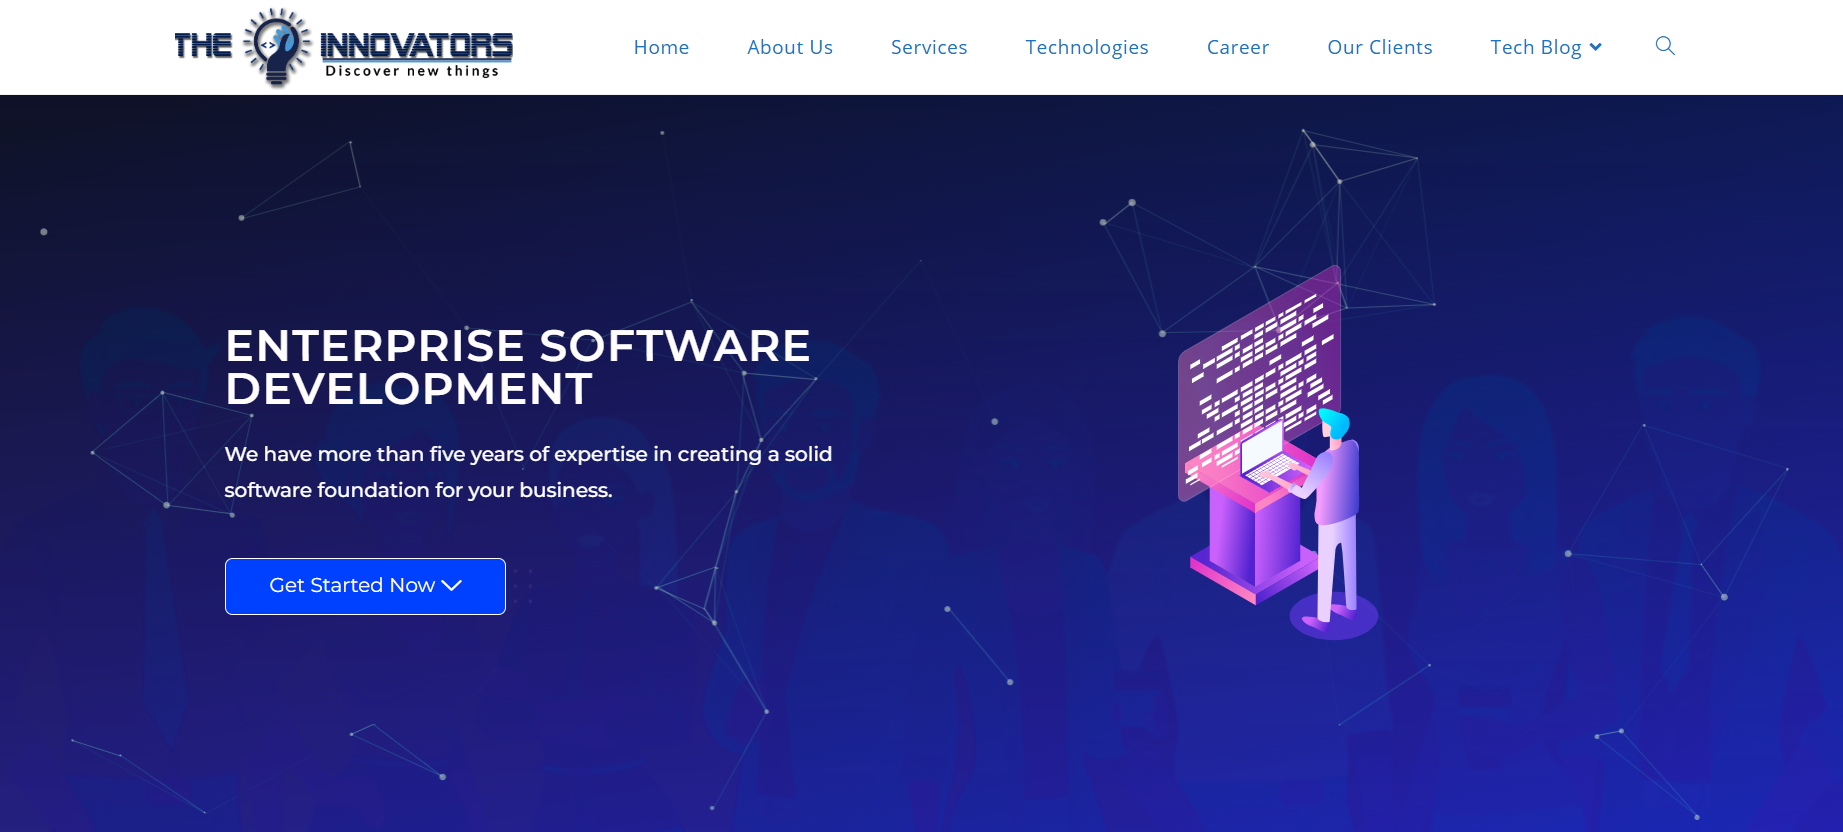 THE INNOVATORS
Discover new things
Home About Us Services Technologies Career Our Clients Tech Blog
ENTERPRISE SOFTWARE
DEVELOPMENT
We have more than five years of expertise in creating a solid
software foundation for your business.
Get Started Now